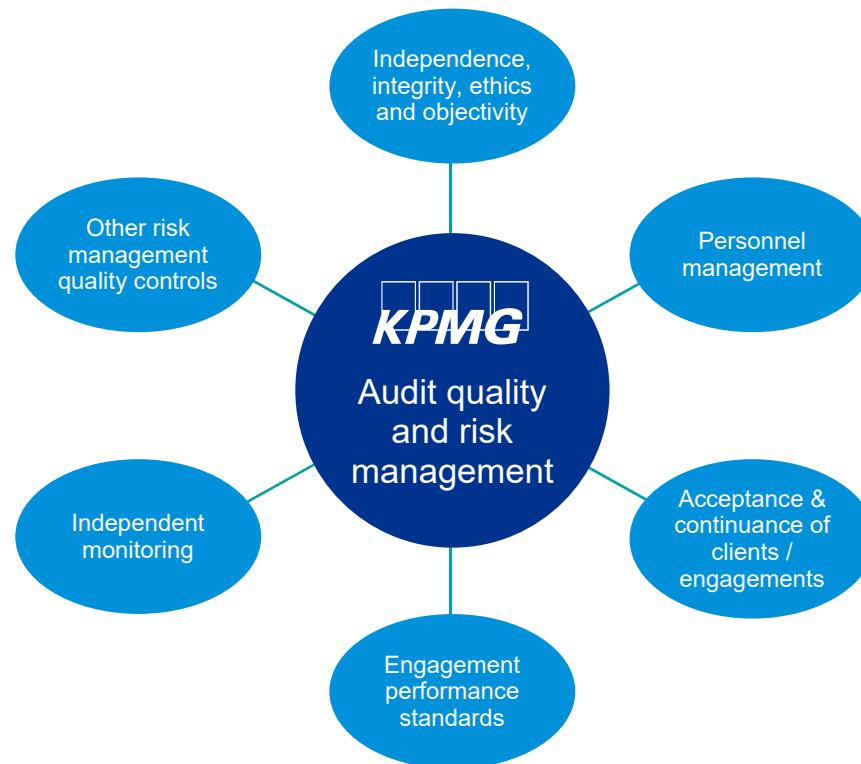 Independence,
integrity, ethics
and objectivity
Other risk
management
quality controls
Personnel
management
KPMG
Audit quality
and risk
management
Independent
monitoring
Acceptance &
continuance of
clients /
engagements
Engagement
performance
standards